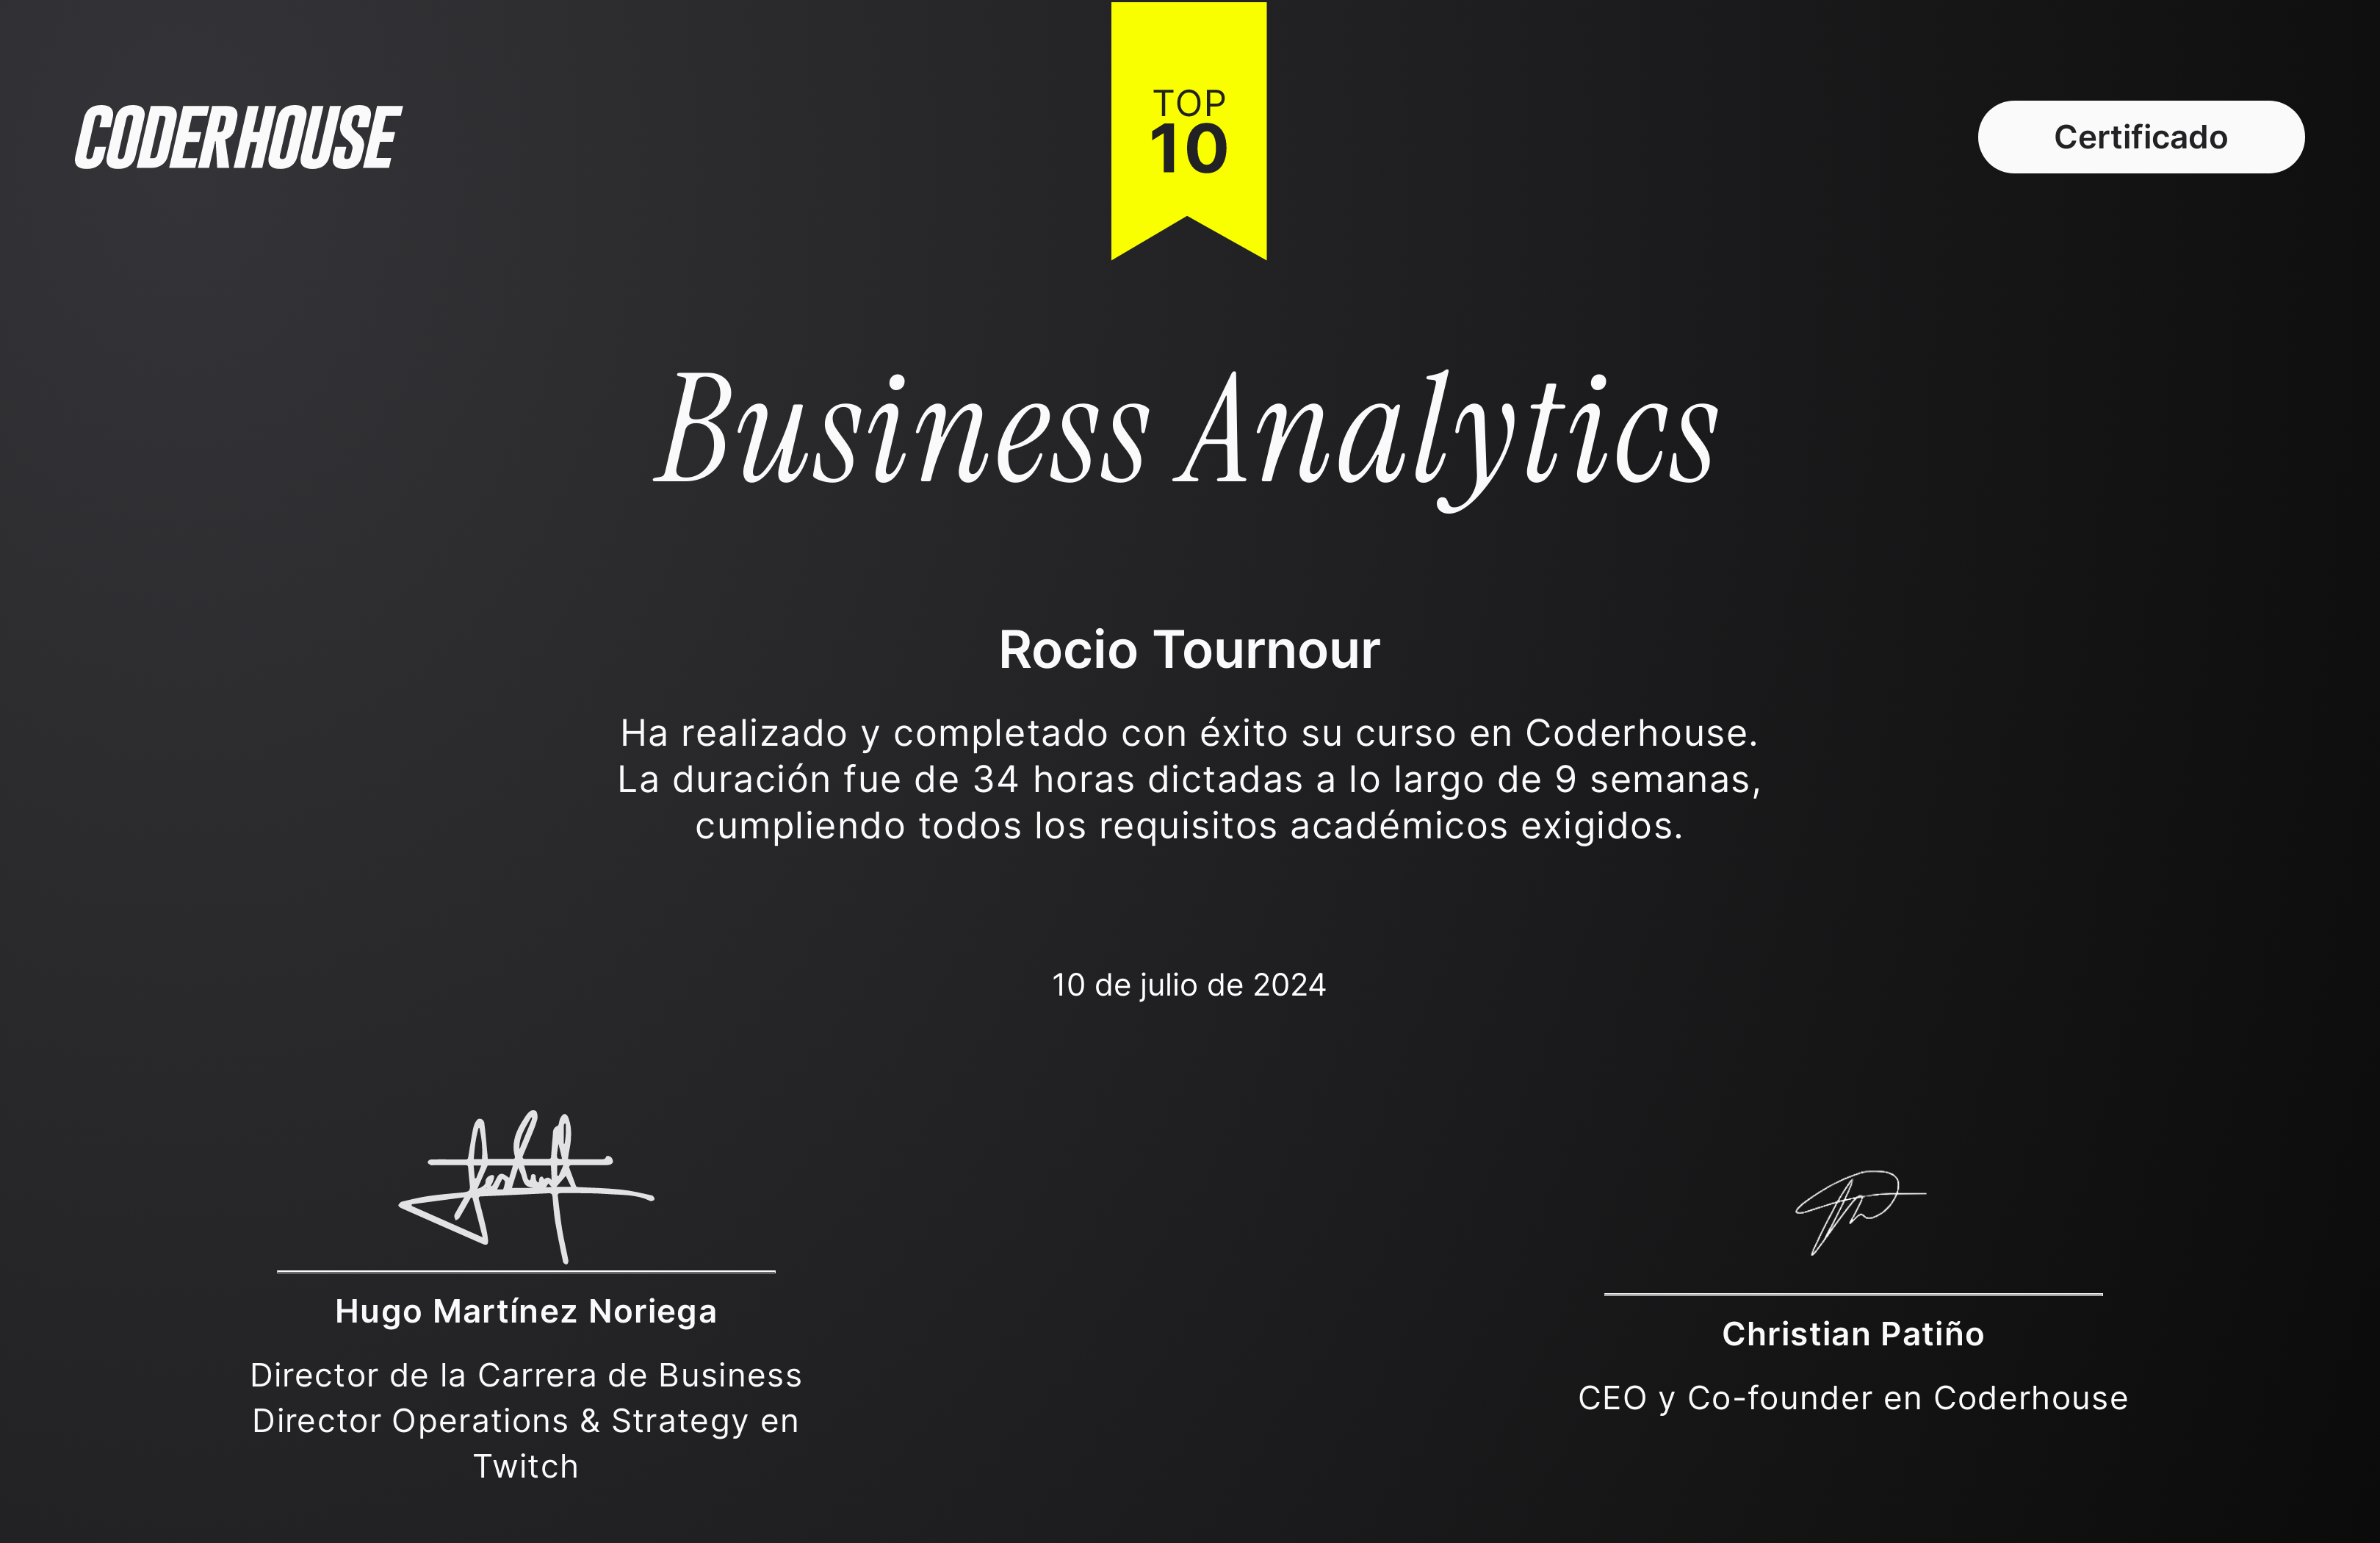 CODERHOUSE
TOP
10
Certificado
Business Analytics
Rocio Tournour
Ha realizado y completado con éxito su curso en Coderhouse.
La duración fue de 34 horas dictadas a lo largo de 9 semanas,
cumpliendo todos los requisitos académicos exigidos.
10 de julio de 2024
Hugo Martínez Noriega
Director de la Carrera de Business
Director Operations & Strategy en
Twitch
Christian Patiño
CEO y Co-founder en Coderhouse